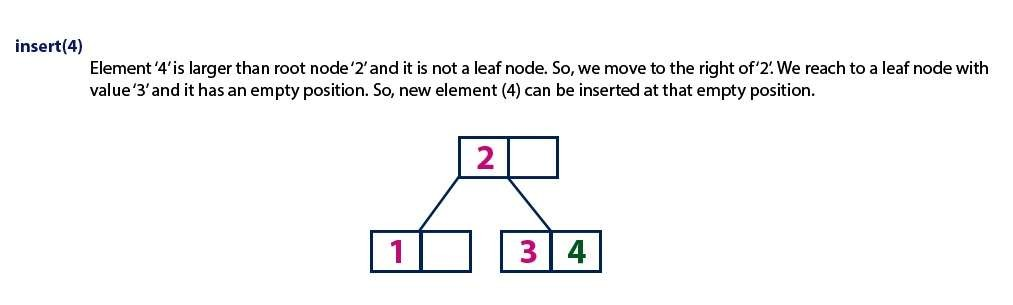 insert(4)
Element ‘4’ is larger than root node ‘2’ and it is not a leaf node. So, we move to the right of ‘2’. We reach to a leaf node with
value ‘3’ and it has an empty position. So, new element (4) can be inserted at that empty position.
2
1
3 4